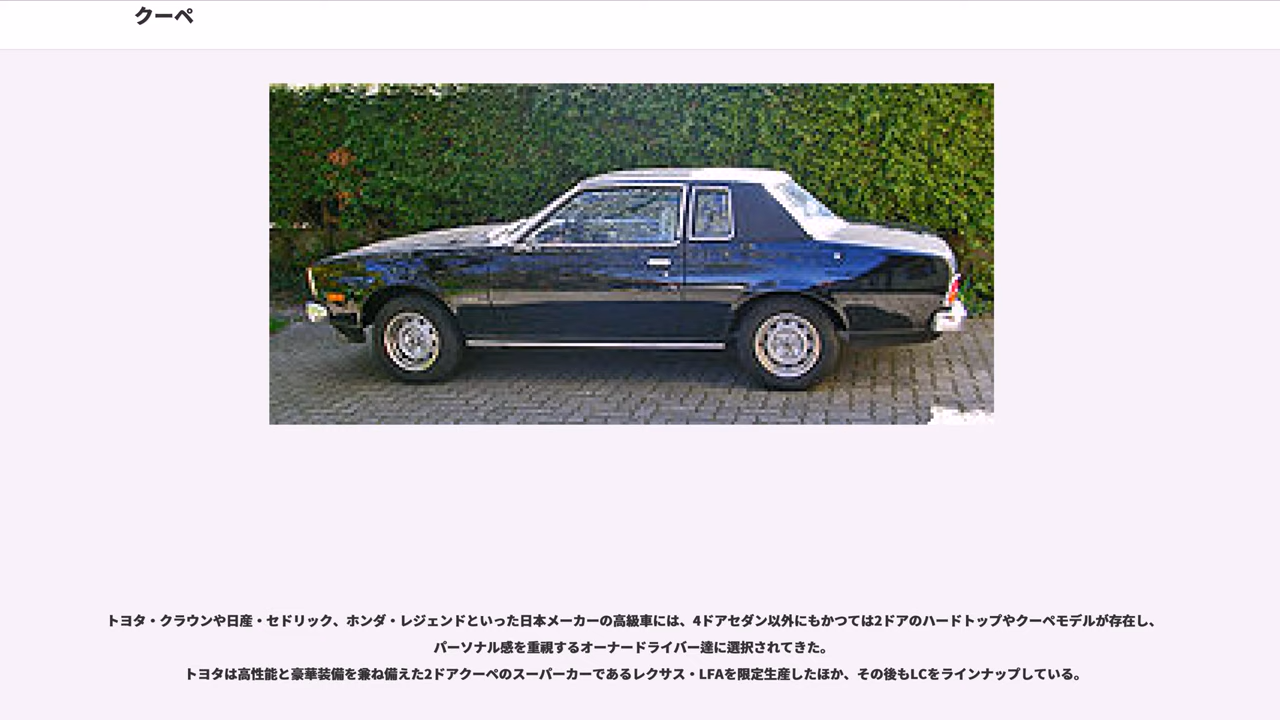 クーペ
トヨタ・クラウンや日産・セドリック、ホンダ・レジェンドといった日本メーカーの高級車には、4ドアセダン以外にもかつては2ドアのハードトップやクーペモデルが存在し、
パーソナル感を重視するオーナードライバー達に選択されてきた。
トヨタは高性能と豪華装備を兼ね備えた2ドアクーペのスーパーカーであるレクサス・LFAを限定生産したほか、その後もLCをラインナップしている。